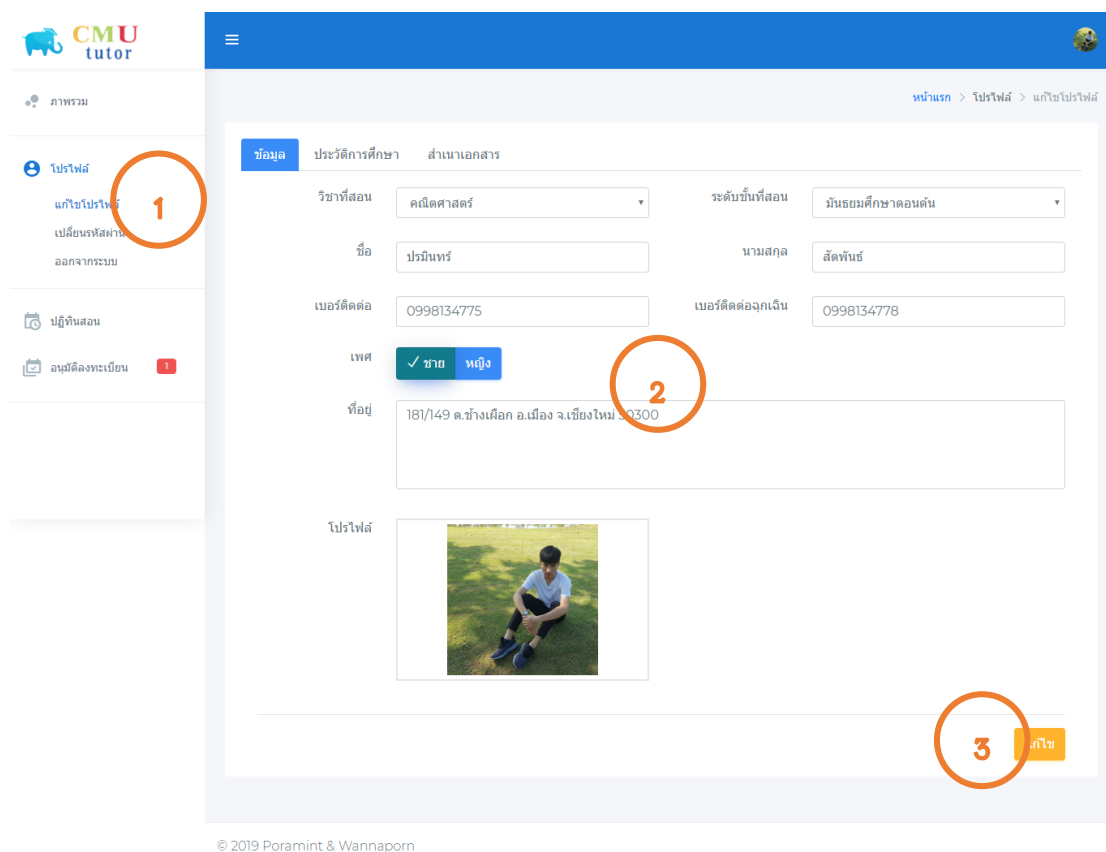 CMU
tutor
ภาพรวม
หน้าแรก > โปรไฟล์ > แก้ไขโปรไฟล์
โปรไฟล์
แก้ไขโปรไฟล์
เปลี่ยนรหัสผ่าน
ออกจากระบบ
1
ปฏิทินสอน
อนุมัติลงทะเบียน 1
ข้อมูล ประวัติการศึกษา สำเนาเอกสาร
วิชาที่สอน คณิตศาสตร์ ระดับชั้นที่สอน มันธยมศึกษาตอนต้น
ชื่อ ปรมินทร์ นามสกุล สัตพันธ์
เบอร์ติดต่อ 0998134775 เบอร์ติดต่อฉุกเฉิน 0998134778
เพศ ✓ ชาย หญิง
2
ที่อยู่ 181/149 ต.ช้างเผือก อ.เมือง จ.เชียงใหม่ 50300
โปรไฟล์
3 แก้ไข
© 2019 Poramint & Wannaporn